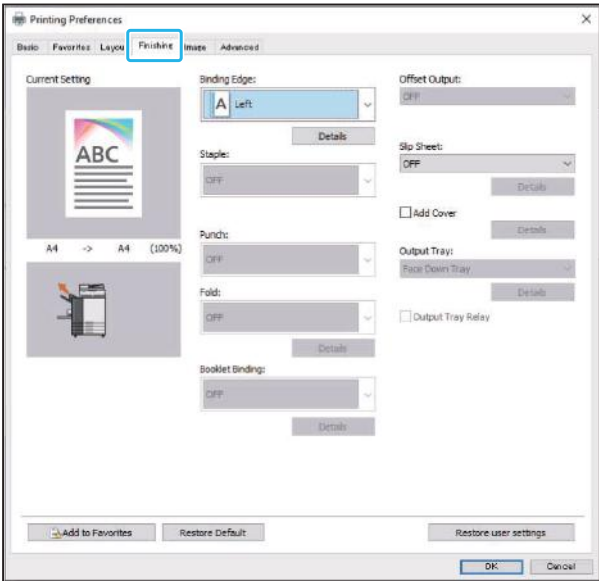 Printing Preferences
Basic Favorites Layou Finishing Image Advanced
Current Setting
ABC
A4 -> A4 (100%)
Binding Edge:
A Left
Details
Staple:
OFF
Punch:
OFF
Fold:
OFF
Details
Booklet Binding:
OFF
Details
Offset Output:
OFF
Slip Sheet:
OFF
Details
Add Cover
Details
Output Tray:
Face Down Tray
Details
Output Tray Relay
Add to Favorites
Restore Default
Restore user settings
OK
Cancel